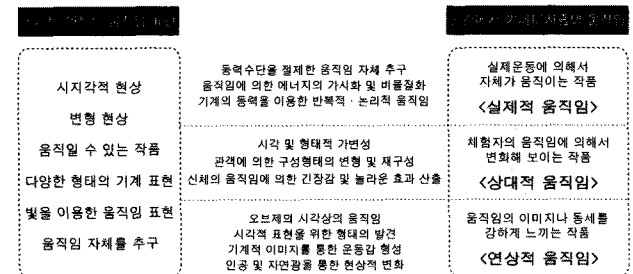 움직임
움직임
시지각적 현상
변형 현상
움직일 수 있는 작품
다양한 형태의 기계 표현
빛을 이용한 움직임 표현
움직임 자체를 추구
동력수단을 절제한 움직임 자체 추구
움직임에 의한 에너지의 가시화 및 비물질화
기계의 동력을 이용한 반복적 · 논리적 움직임
시각 및 형태적 가변성
관객에 의한 구성형태의 변형 및 재구성
신체의 움직임에 의한 긴장감 및 놀라운 효과 산출
오브제의 시각상의 움직임
시각적 표현을 위한 형태의 발견
기계적 이미지를 통한 운동감 형성
인공 및 자연광을 통한 현상적 변화
실제운동에 의해서
자체가 움직이는 작품
<실제적 움직임>
체험자의 움직임에 의해서
변화해 보이는 작품
<상대적 움직임>
움직임의 이미지나 동세를
강하게 느끼는 작품
<연상적 움직임>